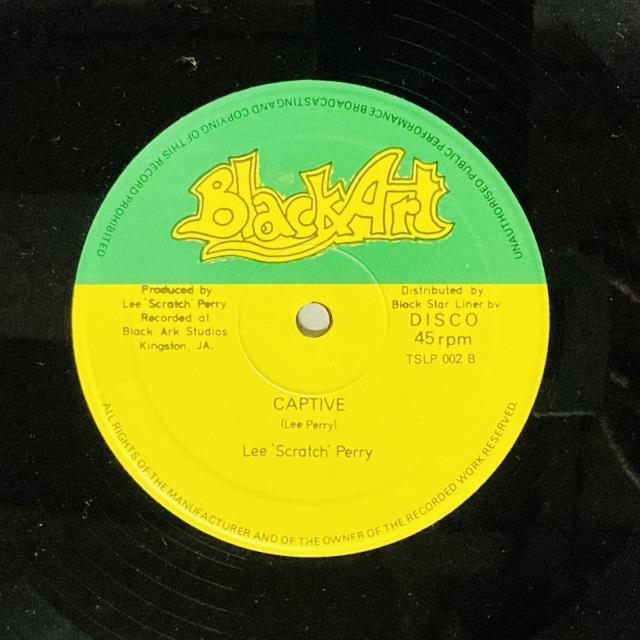 UNAUTHORISED PUBLIC PERFORMANCE BROADCASTING AND COPYING OF THIS RECORD PROHIBITED
Black Art
Produced by
Lee 'Scratch' Perry
Recorded at
Black Ark Studios
Kingston, JA.
Distributed by
Black Star Liner bv
DISCO
45 rpm
TSLP 002 B
CAPTIVE
(Lee Perry)
Lee 'Scratch' Perry
ALL RIGHTS OF THE MANUFACTURER AND OF THE OWNER OF THE RECORDED WORK RESERVED.